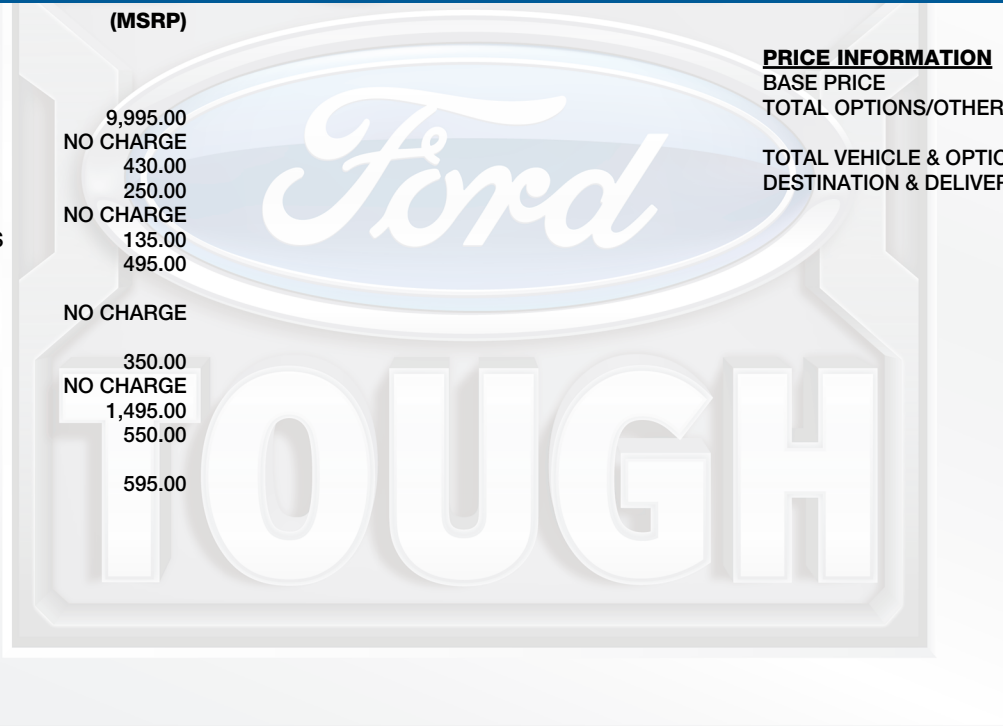 (MSRP)
9,995.00
NO CHARGE
430.00
250.00
NO CHARGE
135.00
495.00
NO CHARGE
350.00
NO CHARGE
1,495.00
550.00
595.00
PRICE INFORMATION
BASE PRICE
TOTAL OPTIONS/OTHER
TOTAL VEHICLE & OPTIO
DESTINATION & DELIVER
Ford
TOUGH